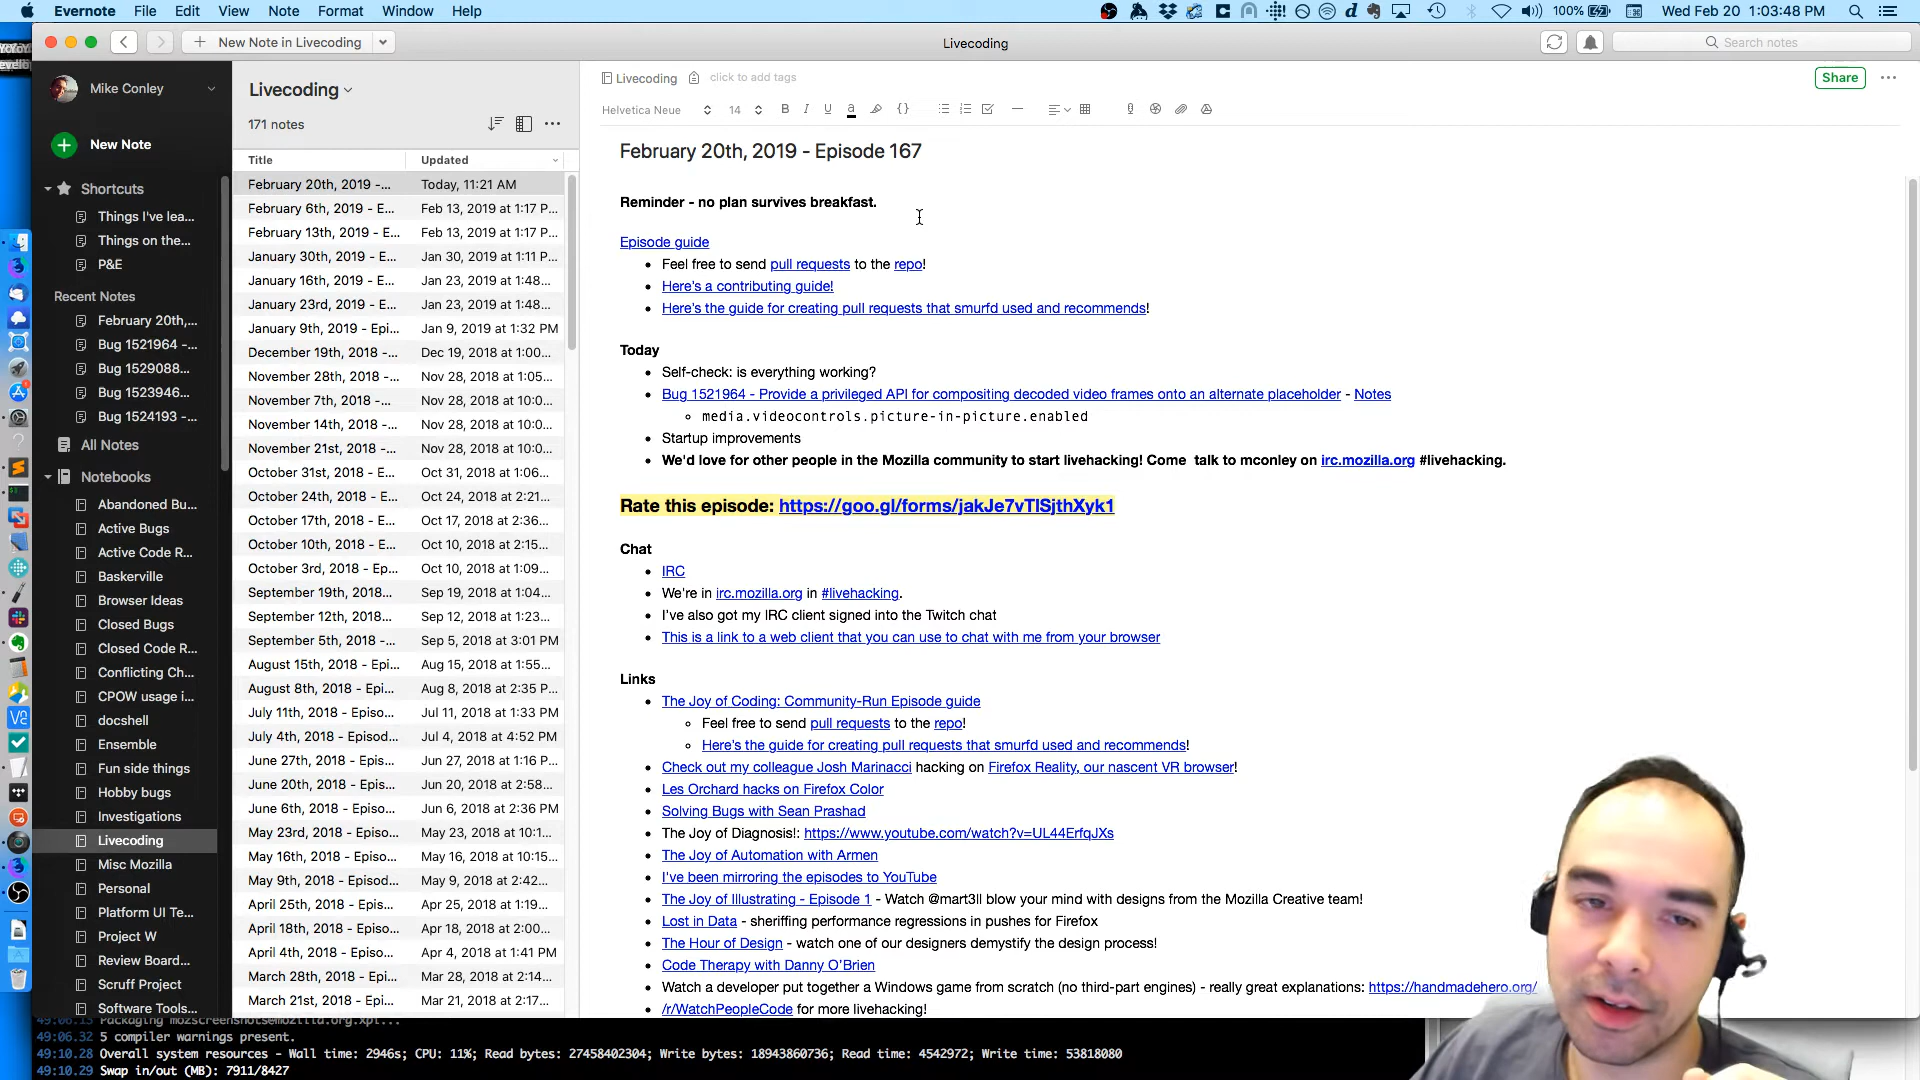 Evernote File Edit View Note Format Window Help
100% Wed Feb 20 1:03:48 PM
New Note in Livecoding
Livecoding
Search notes
Mike Conley
New Note
Shortcuts
Things I've lea...
Things on the...
P&E
Recent Notes
February 20th,...
Bug 1521964 -...
Bug 1529088...
Bug 1523946...
Bug 1524193 -...
All Notes
Notebooks
Abandoned Bu...
Active Bugs
Active Code R...
Baskerville
Browser Ideas
Closed Bugs
Closed Code R...
Conflicting Ch...
CPOW usage i...
docshell
Ensemble
Fun side things
Hobby bugs
Investigations
Livecoding
Misc Mozilla
Personal
Platform UI Te...
Project W
Review Board...
Scruff Project
Software Tools...
Livecoding
171 notes
Title Updated
February 20th, 2019 -... Today, 11:21 AM
February 6th, 2019 - E... Feb 13, 2019 at 1:17 P...
February 13th, 2019 - E... Feb 13, 2019 at 1:17 P...
January 30th, 2019 - E... Jan 30, 2019 at 1:11 P...
January 16th, 2019 - E... Jan 23, 2019 at 1:48...
January 23rd, 2019 - E... Jan 23, 2019 at 1:48...
January 9th, 2019 - Epi... Jan 9, 2019 at 1:32 PM
December 19th, 2018 -... Dec 19, 2018 at 1:00...
November 28th, 2018 -... Nov 28, 2018 at 1:05...
November 7th, 2018 -... Nov 28, 2018 at 10:0...
November 14th, 2018 -... Nov 28, 2018 at 10:0...
November 21st, 2018 -... Nov 28, 2018 at 10:0...
October 31st, 2018 - E... Oct 31, 2018 at 1:06...
October 24th, 2018 - E... Oct 24, 2018 at 2:21...
October 17th, 2018 - E... Oct 17, 2018 at 2:36...
October 10th, 2018 - E... Oct 10, 2018 at 2:15...
October 3rd, 2018 - Ep... Oct 10, 2018 at 1:09...
September 19th, 2018... Sep 19, 2018 at 1:04...
September 12th, 2018... Sep 12, 2018 at 1:23...
September 5th, 2018 -... Sep 5, 2018 at 3:01 PM
August 15th, 2018 - Epi... Aug 15, 2018 at 1:55...
August 8th, 2018 - Epi... Aug 8, 2018 at 2:35 P...
July 11th, 2018 - Episo... Jul 11, 2018 at 1:33 PM
July 4th, 2018 - Episod... Jul 4, 2018 at 4:52 PM
June 27th, 2018 - Epis... Jun 27, 2018 at 1:16 P...
June 20th, 2018 - Epis... Jun 20, 2018 at 2:58...
June 6th, 2018 - Episo... Jun 6, 2018 at 2:36 PM
May 23rd, 2018 - Episo... May 23, 2018 at 10:1...
May 16th, 2018 - Episo... May 16, 2018 at 10:15...
May 9th, 2018 - Episod... May 9, 2018 at 2:42...
April 25th, 2018 - Epis... Apr 25, 2018 at 1:19...
April 18th, 2018 - Epis... Apr 18, 2018 at 2:00...
April 4th, 2018 - Episo... Apr 4, 2018 at 1:41 PM
March 28th, 2018 - Epi... Mar 28, 2018 at 2:14...
March 21st, 2018 - Epi... Mar 21, 2018 at 2:17...
Livecoding click to add tags
Share
Helvetica Neue 14 B I U a {}
February 20th, 2019 - Episode 167
Reminder - no plan survives breakfast.
Episode guide
Feel free to send pull requests to the repo!
Here's a contributing guide!
Here's the guide for creating pull requests that smurfd used and recommends!
Today
Self-check: is everything working?
Bug 1521964 - Provide a privileged API for compositing decoded video frames onto an alternate placeholder - Notes
media.videocontrols.picture-in-picture.enabled
Startup improvements
We'd love for other people in the Mozilla community to start livehacking! Come talk to mconley on irc.mozilla.org #livehacking.
Rate this episode: https://goo.gl/forms/jakJe7vTlSjthXyk1
Chat
IRC
We're in irc.mozilla.org in #livehacking.
I've also got my IRC client signed into the Twitch chat
This is a link to a web client that you can use to chat with me from your browser
Links
The Joy of Coding: Community-Run Episode guide
Feel free to send pull requests to the repo!
Here's the guide for creating pull requests that smurfd used and recommends!
Check out my colleague Josh Marinacci hacking on Firefox Reality, our nascent VR browser!
Les Orchard hacks on Firefox Color
Solving Bugs with Sean Prashad
The Joy of Diagnosis!: https://www.youtube.com/watch?v=UL44ErfqJXs
The Joy of Automation with Armen
I've been mirroring the episodes to YouTube
The Joy of Illustrating - Episode 1 - Watch @mart3ll blow your mind with designs from the Mozilla Creative team!
Lost in Data - sheriffing performance regressions in pushes for Firefox
The Hour of Design - watch one of our designers demystify the design process!
Code Therapy with Danny O'Brien
Watch a developer put together a Windows game from scratch (no third-part engines) - really great explanations: https://handmadehero.org/
/r/WatchPeopleCode for more livehacking!
49:06.15 Packaging mozscreenshots@mozilla.org.xpi...
49:06.32 5 compiler warnings present.
49:10.28 Overall system resources - Wall time: 2946s; CPU: 11%; Read bytes: 27458402304; Write bytes: 18943860736; Read time: 4542972; Write time: 53818080
49:10.29 Swap in/out (MB): 7911/8427